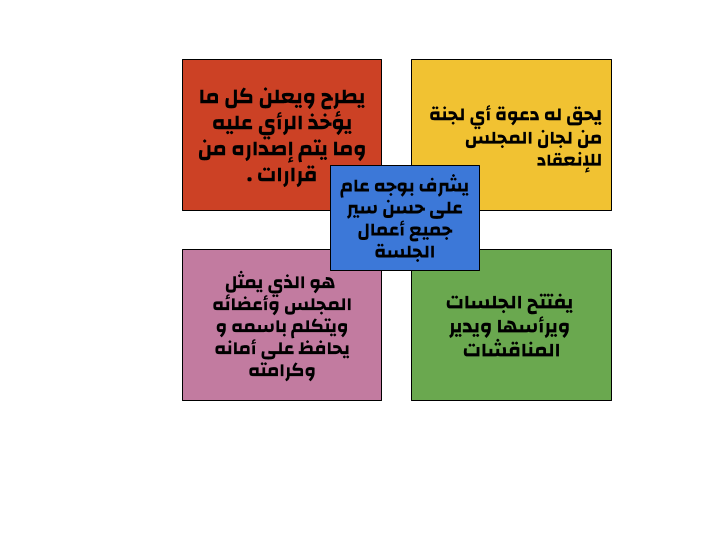 يحق له دعوة أي لجنة
من لجان المجلس
للإنعقاد
يطرح ويعلن كل ما
يؤخذ الرأي عليه
وما يتم إصداره من
قرارات .
يشرف بوجه عام
على حسن سير
جميع أعمال
الجلسة
يفتتح الجلسات
ويرأسها ويدير
المناقشات
هو الذي يمثل
المجلس وأعضائه
ويتكلم باسمه و
يحافظ على أمانه
وكرامته